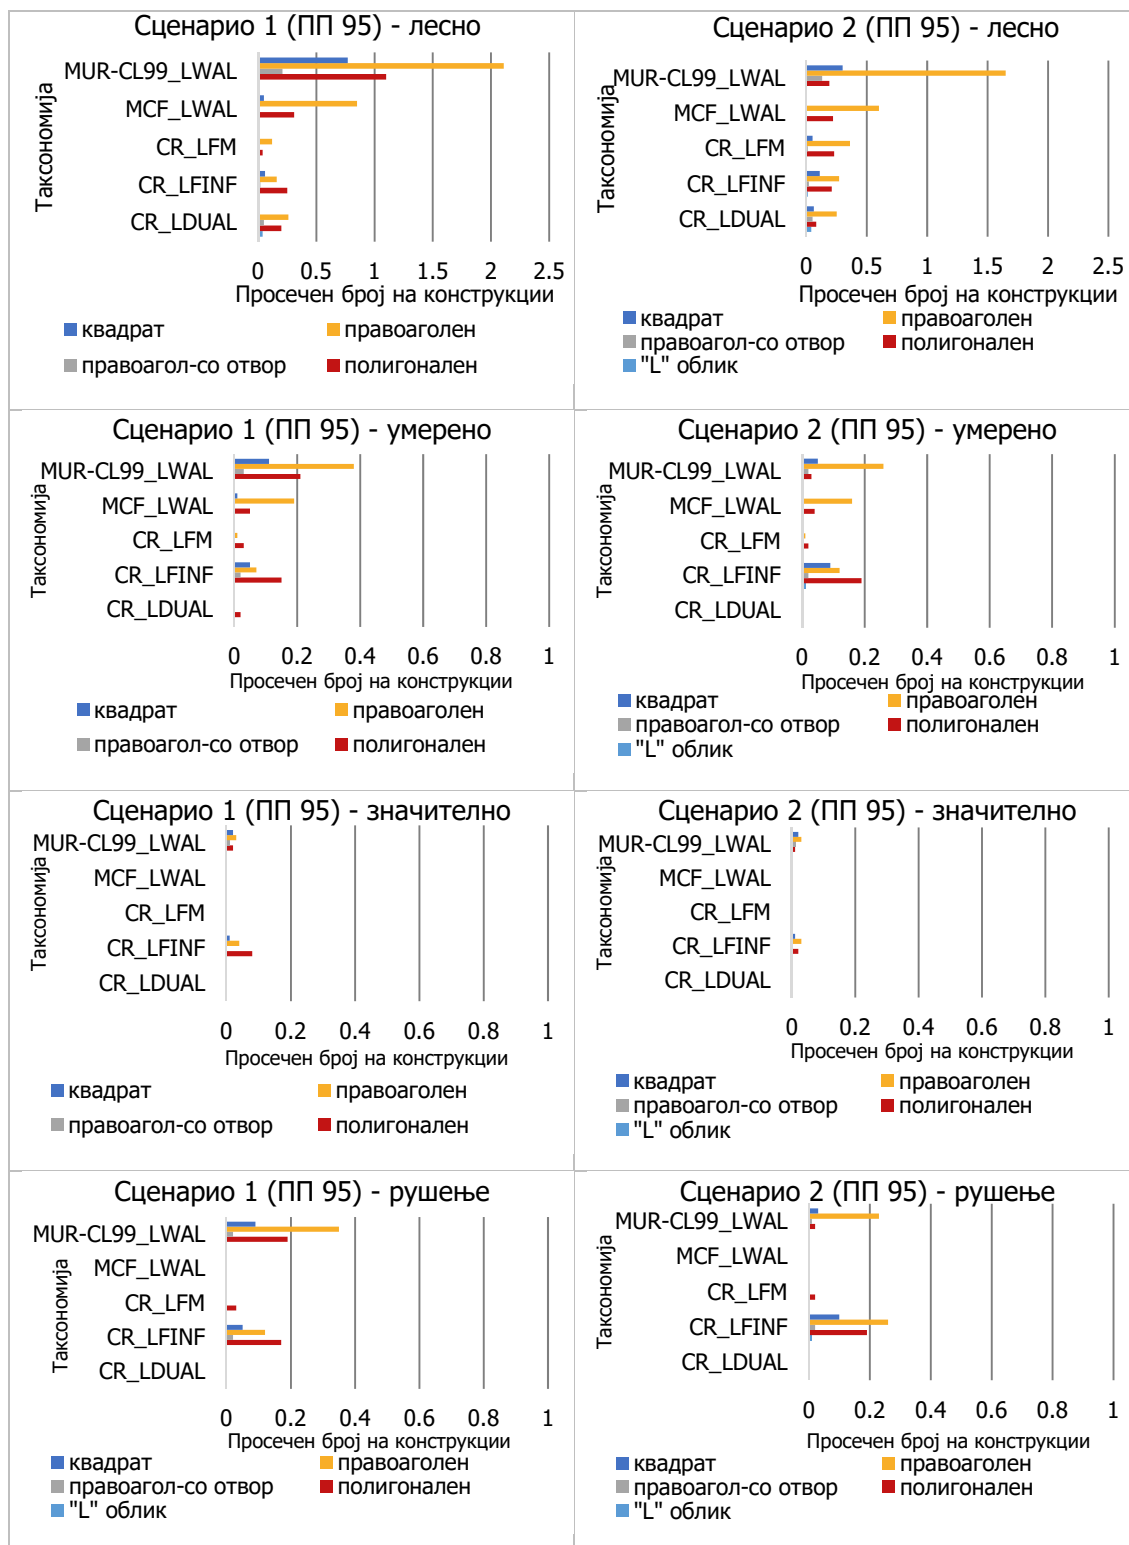 Сценарио 1 (ПП 95) - лесно
Таксономија
MUR-CL99_LWAL
MCF_LWAL
CR_LFM
CR_LFINF
CR_LDUAL
0 0.5 1 1.5 2 2.5
Просечен број на конструкции
квадрат правоаголен
правоагол-со отвор полигонален
Сценарио 2 (ПП 95) - лесно
Таксономија
MUR-CL99_LWAL
MCF_LWAL
CR_LFM
CR_LFINF
CR_LDUAL
0 0.5 1 1.5 2 2.5
Просечен број на конструкции
квадрат правоаголен
правоагол-со отвор полигонален
"L" облик
Сценарио 1 (ПП 95) - умерено
Таксономија
MUR-CL99_LWAL
MCF_LWAL
CR_LFM
CR_LFINF
CR_LDUAL
0 0.2 0.4 0.6 0.8 1
Просечен број на конструкции
квадрат правоаголен
правоагол-со отвор полигонален
Сценарио 2 (ПП 95) - умерено
Таксономија
MUR-CL99_LWAL
MCF_LWAL
CR_LFM
CR_LFINF
CR_LDUAL
0 0.2 0.4 0.6 0.8 1
Просечен број на конструкции
квадрат правоаголен
правоагол-со отвор полигонален
"L" облик
Сценарио 1 (ПП 95) - значително
Таксономија
MUR-CL99_LWAL
MCF_LWAL
CR_LFM
CR_LFINF
CR_LDUAL
0 0.2 0.4 0.6 0.8 1
Просечен број на конструкции
квадрат правоаголен
правоагол-со отвор полигонален
Сценарио 2 (ПП 95) - значително
Таксономија
MUR-CL99_LWAL
MCF_LWAL
CR_LFM
CR_LFINF
CR_LDUAL
0 0.2 0.4 0.6 0.8 1
Просечен број на конструкции
квадрат правоаголен
правоагол-со отвор полигонален
"L" облик
Сценарио 1 (ПП 95) - рушење
Таксономија
MUR-CL99_LWAL
MCF_LWAL
CR_LFM
CR_LFINF
CR_LDUAL
0 0.2 0.4 0.6 0.8 1
Просечен број на конструкции
квадрат правоаголен
правоагол-со отвор полигонален
"L" облик
Сценарио 2 (ПП 95) - рушење
Таксономија
MUR-CL99_LWAL
MCF_LWAL
CR_LFM
CR_LFINF
CR_LDUAL
0 0.2 0.4 0.6 0.8 1
Просечен број на конструкции
квадрат правоаголен
правоагол-со отвор полигонален
"L" облик